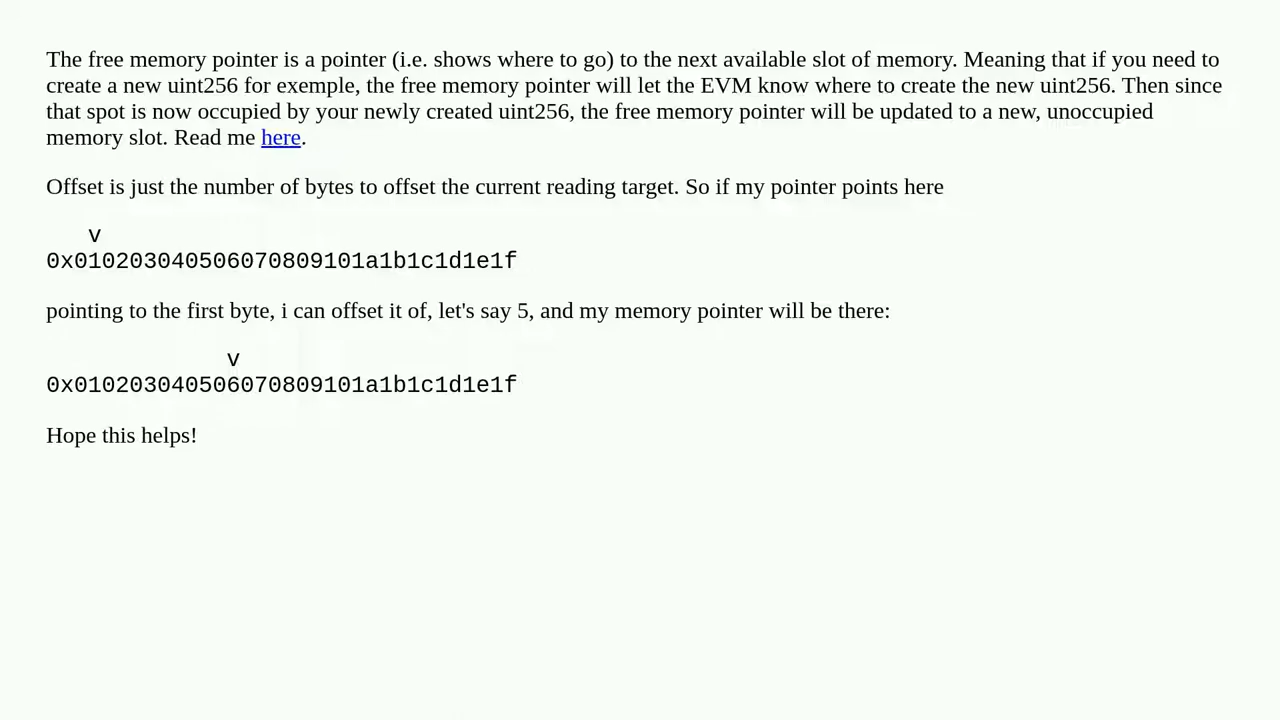 The free memory pointer is a pointer (i.e. shows where to go) to the next available slot of memory. Meaning that if you need to
create a new uint256 for exemple, the free memory pointer will let the EVM know where to create the new uint256. Then since
that spot is now occupied by your newly created uint256, the free memory pointer will be updated to a new, unoccupied
memory slot. Read me here.
Offset is just the number of bytes to offset the current reading target. So if my pointer points here
v
0x010203040506070809101a1b1c1d1e1f
pointing to the first byte, i can offset it of, let's say 5, and my memory pointer will be there:
v
0x010203040506070809101a1b1c1d1e1f
Hope this helps!